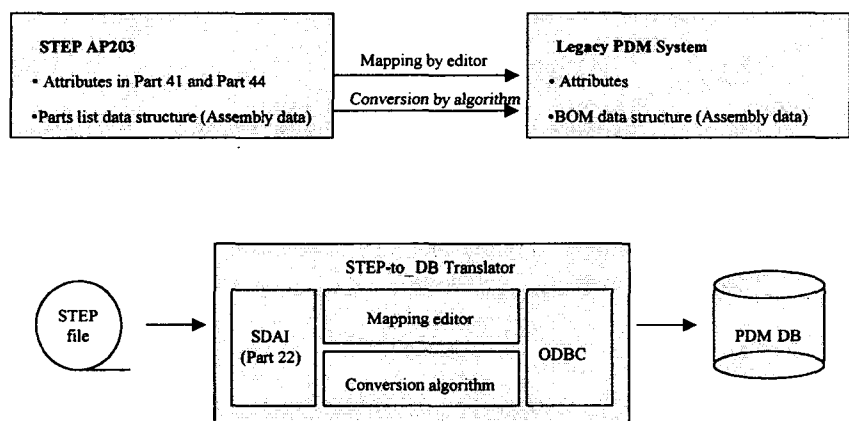 STEP AP203
• Attributes in Part 41 and Part 44
•Parts list data structure (Assembly data)
Mapping by editor
Conversion by algorithm
Legacy PDM System
• Attributes
•BOM data structure (Assembly data)
STEP-to_DB Translator
STEP
file
SDAI
(Part 22)
Mapping editor
Conversion algorithm
ODBC
PDM DB